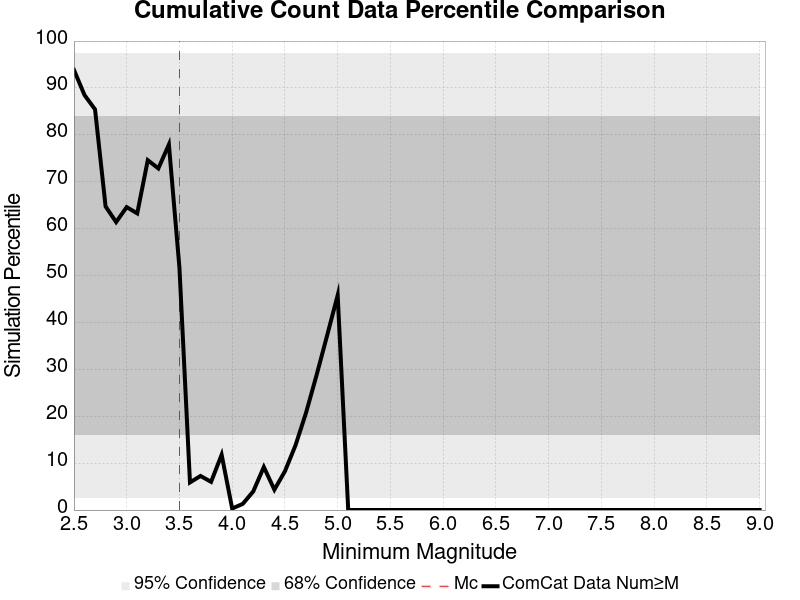 Cumulative Count Data Percentile Comparison
100
90
80
70
60
50
40
30
20
10
0
Simulation Percentile
2.5 3.0 3.5 4.0 4.5 5.0 5.5 6.0 6.5 7.0 7.5 8.0 8.5 9.0
Minimum Magnitude
95% Confidence 68% Confidence Mc ComCat Data Num≥M